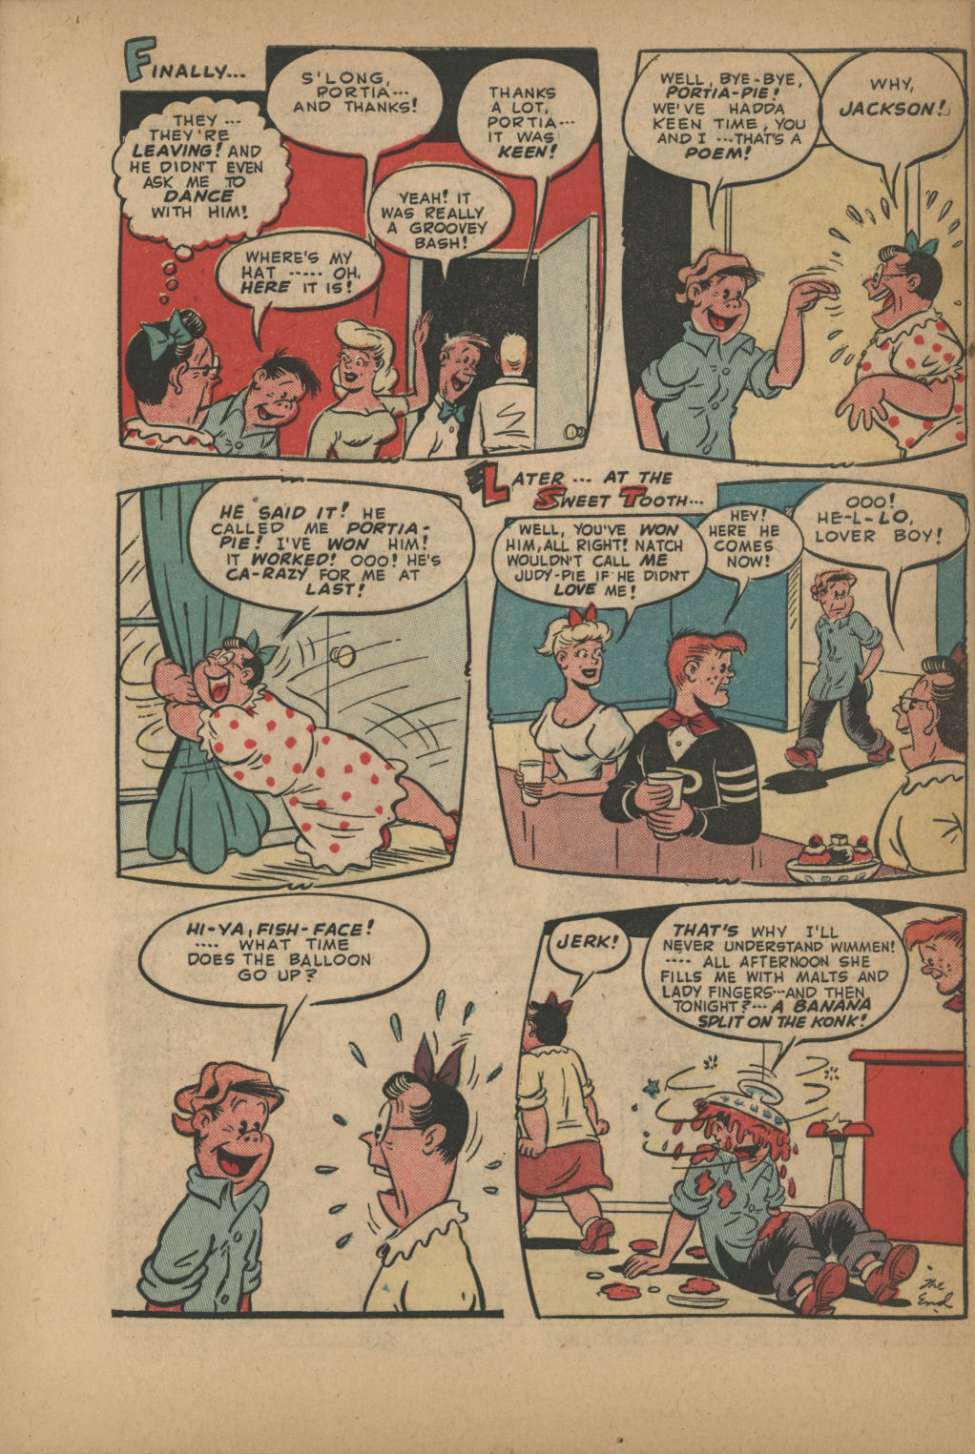 FINALLY...
THEY ---
THEY'RE
LEAVING! AND
HE DIDN'T EVEN
ASK ME TO
DANCE
WITH HIM!
S'LONG,
PORTIA---
AND THANKS!
WHERE'S MY
HAT ----- OH,
HERE IT IS!
YEAH! IT
WAS REALLY
A GROOVEY
BASH!
THANKS
A LOT,
PORTIA---
IT WAS
KEEN!
WELL, BYE-BYE,
PORTIA-PIE!
WE'VE HADDA
KEEN TIME, YOU
AND I ---THAT'S A
POEM!
WHY,
JACKSON!
HE SAID IT! HE
CALLED ME PORTIA-
PIE! I'VE WON HIM!
IT WORKED! OOO! HE'S
CA-RAZY FOR ME AT
LAST!
LATER --- AT THE
SWEET TOOTH---
WELL, YOU'VE WON
HIM, ALL RIGHT! NATCH
WOULDN'T CALL ME
JUDY-PIE IF HE DIDN'T
LOVE ME!
HEY!
HERE HE
COMES
NOW!
OOO!
HE-L-LO,
LOVER BOY!
HI-YA, FISH-FACE!
---- WHAT TIME
DOES THE BALLOON
GO UP?
JERK!
THAT'S WHY I'LL
NEVER UNDERSTAND WIMMEN!
---- ALL AFTERNOON SHE
FILLS ME WITH MALTS AND
LADY FINGERS---AND THEN
TONIGHT?--- A BANANA
SPLIT ON THE KONK!
The
End